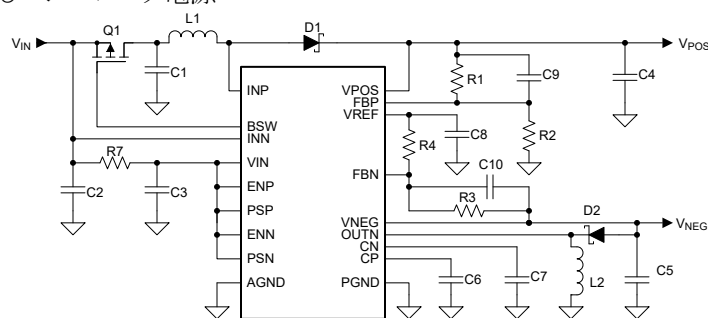 電源
Q1
L1
D1
V_IN
V_POS
C1
R1
C9
C4
INP
VPOS
FBP
VREF
BSW
INN
R4
C8
R2
R7
VIN
FBN
C10
C2
C3
ENP
R3
PSP
VNEG
D2
V_NEG
ENN
OUTN
CN
PSN
CP
C6
C7
L2
C5
AGND
PGND